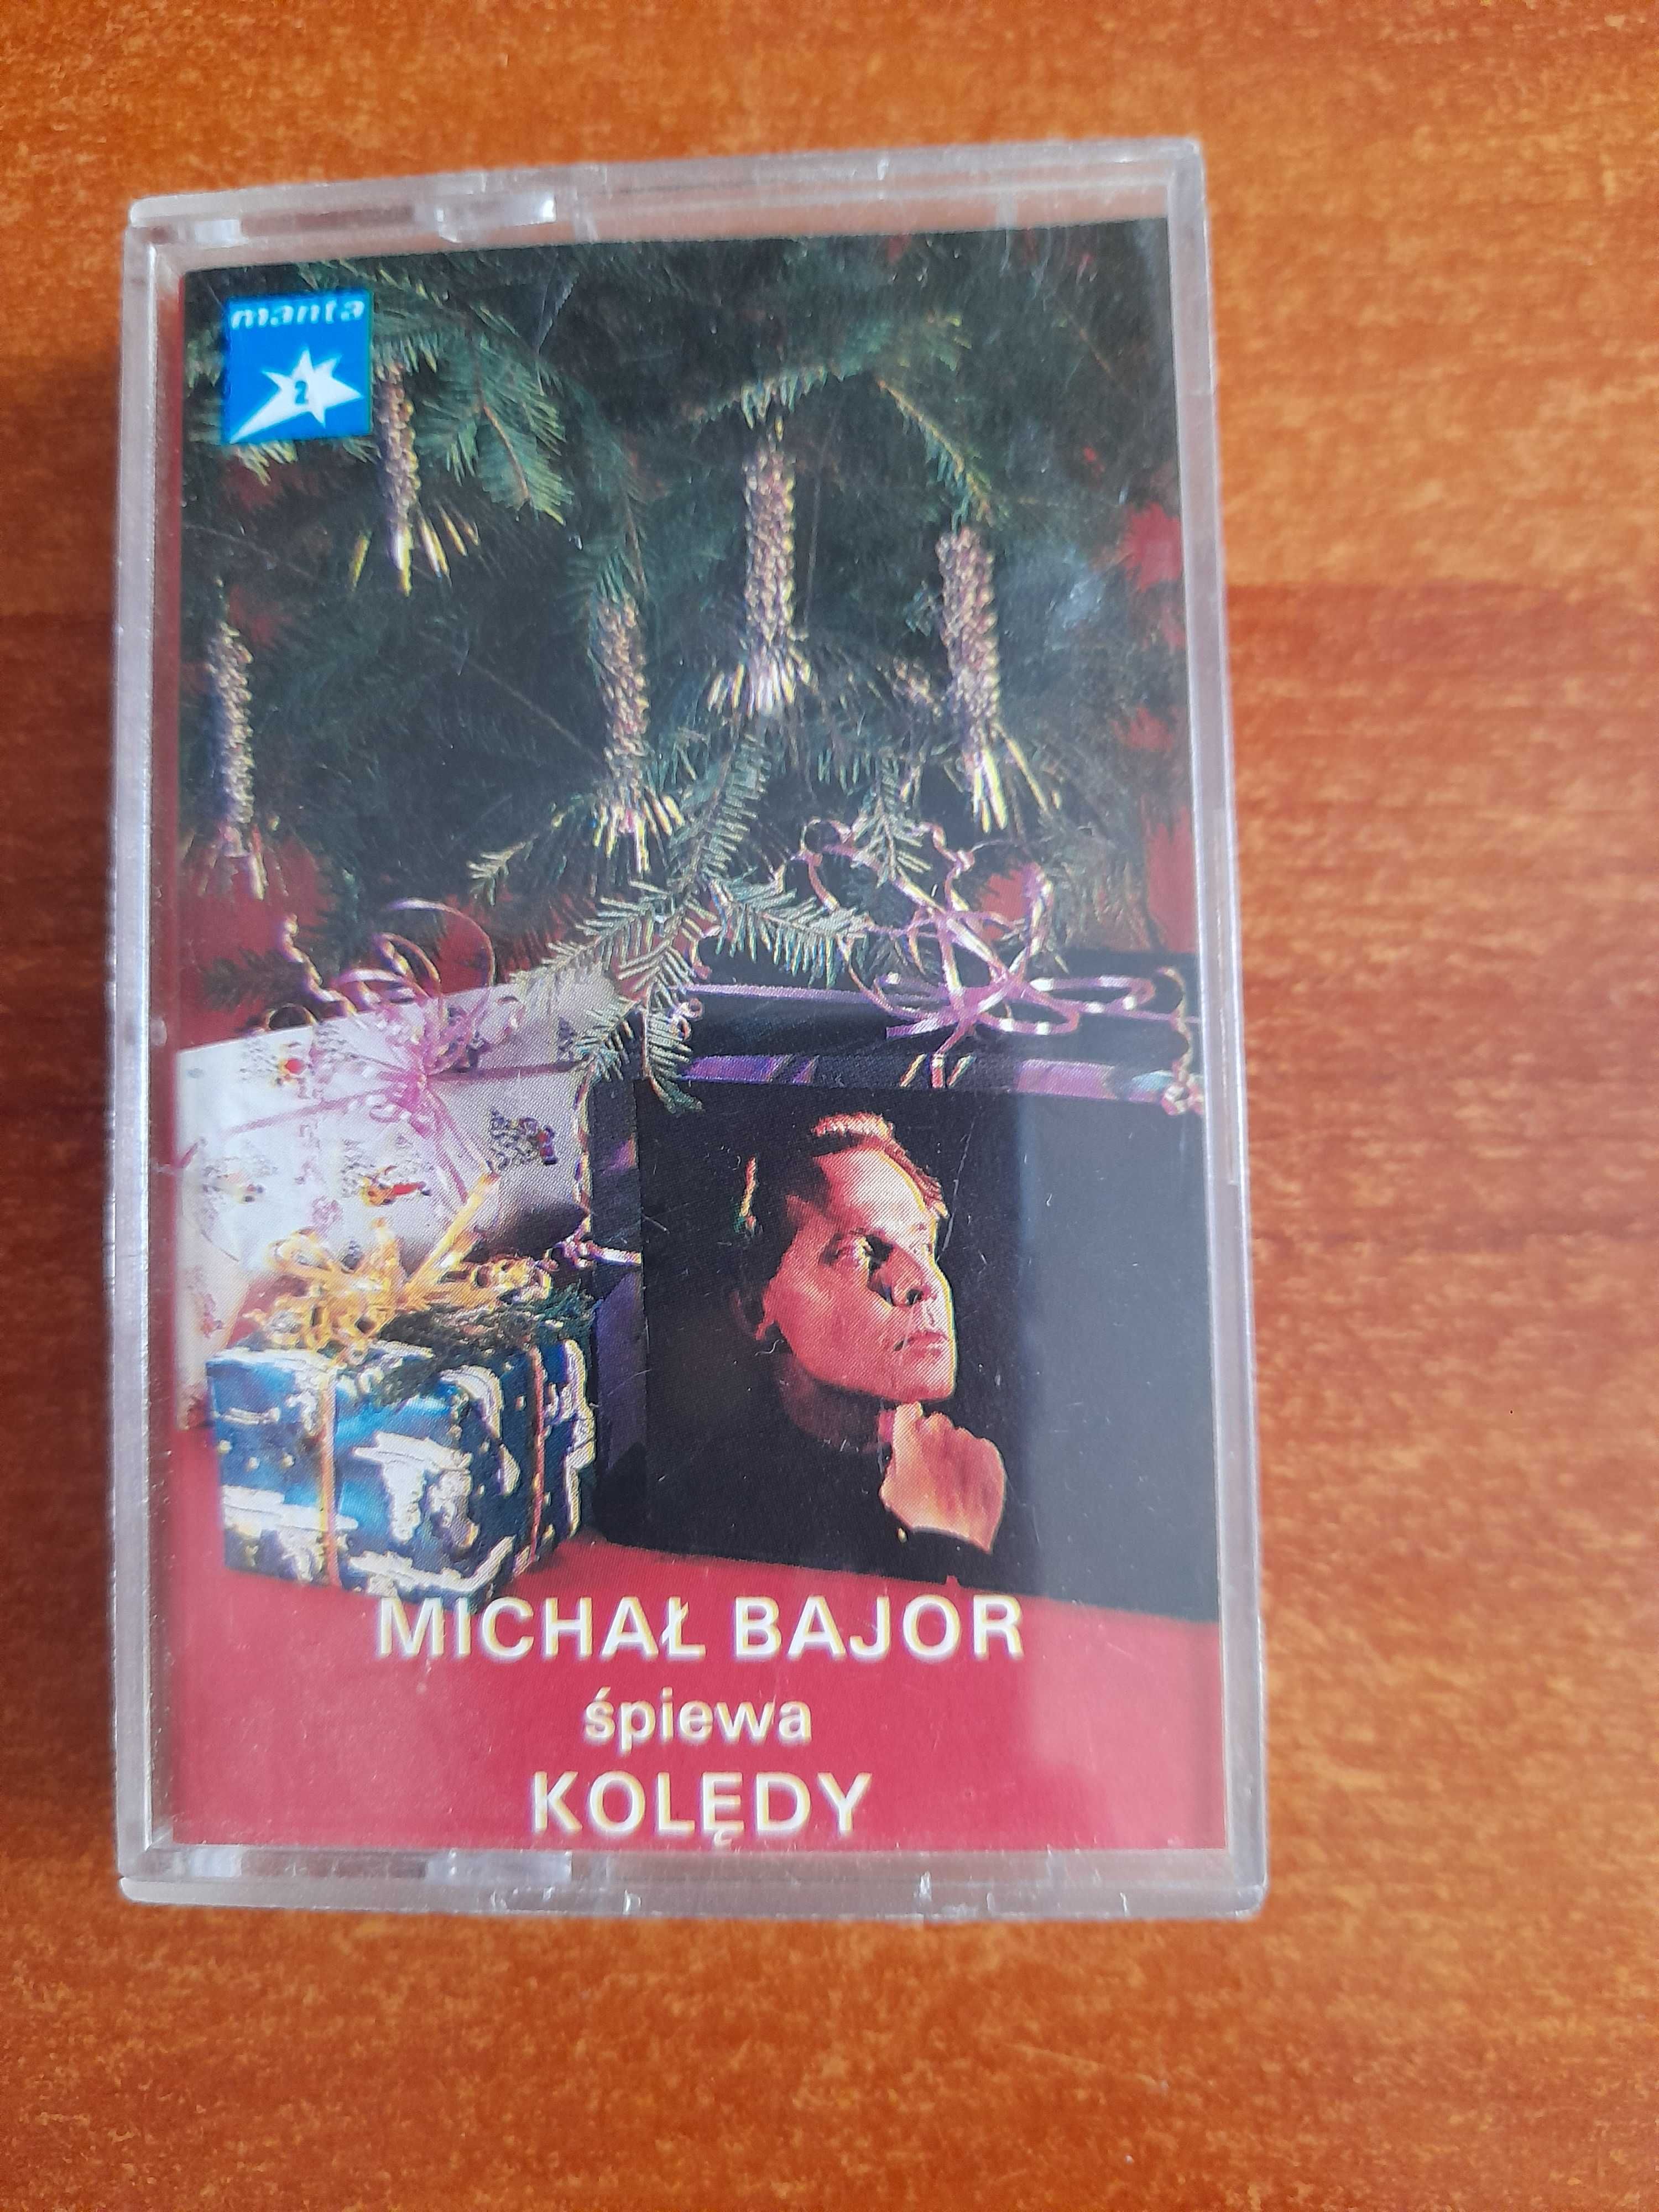 manta
2
MICHAŁ BAJOR
śpiewa
KOLĘDY